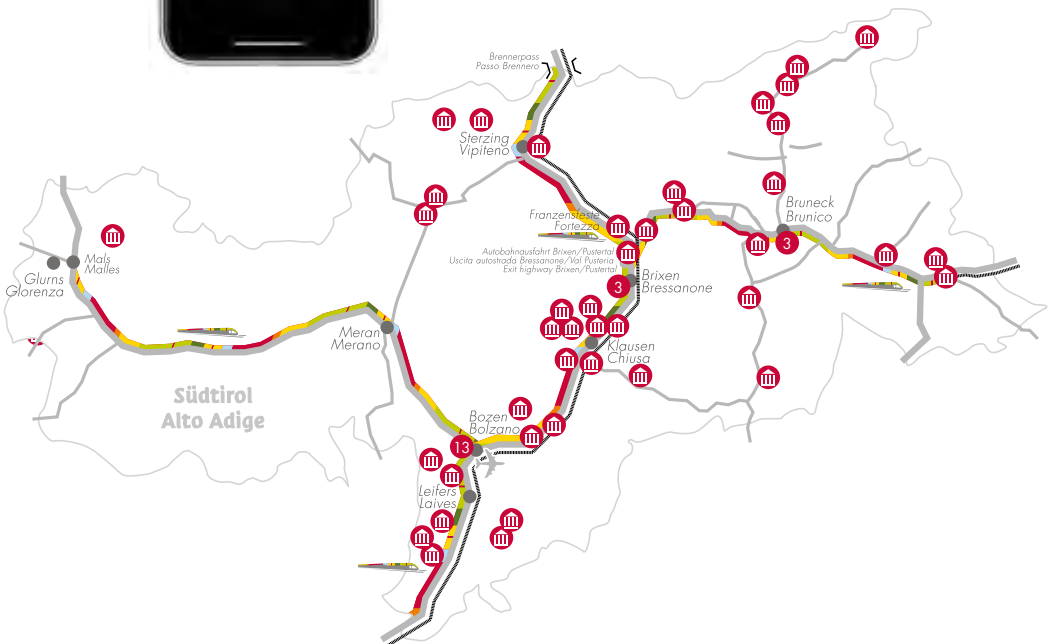 Brennerpass
Passo Brennero
Sterzing
Vipiteno
Franzensfeste
Fortezza
Autobahnausfahrt Brixen/Pustertal
Uscita autostrada Bressanone/Val Pusteria
Exit highway Brixen/Pustertal
Bruneck
Brunico
3
3
Brixen
Bressanone
Mals
Malles
Glurns
Glorenza
Meran
Merano
Klausen
Chiusa
Südtirol
Alto Adige
Bozen
Bolzano
13
Leifers
Laives